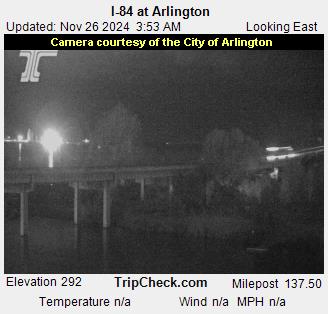 I-84 at Arlington
Updated: Nov 26 2024 3:53 AM Looking East
Camera courtesy of the City of Arlington
Elevation 292 TripCheck.com Milepost 137.50
Temperature n/a Wind n/a MPH n/a